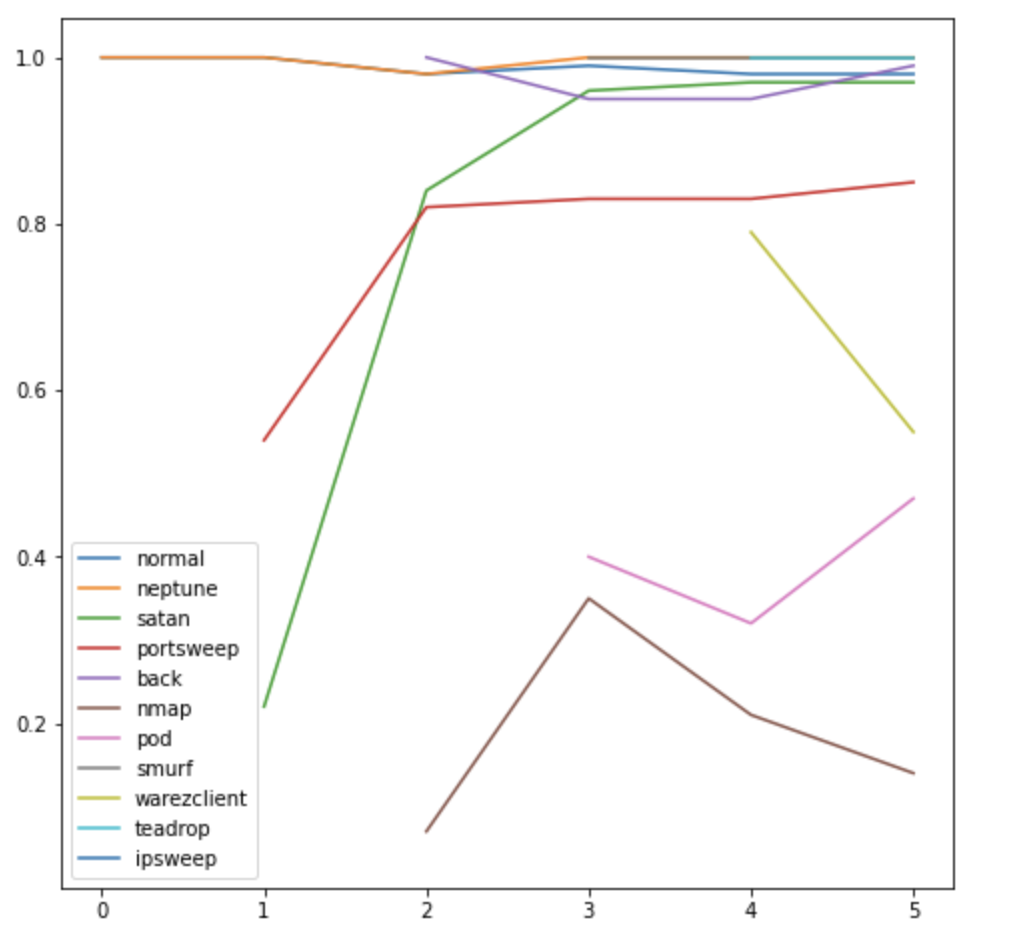 1.0
0.8
0.6
0.4
0.2
normal
neptune
satan
portsweep
back
nmap
pod
smurf
warezclient
teadrop
ipsweep
0 1 2 3 4 5